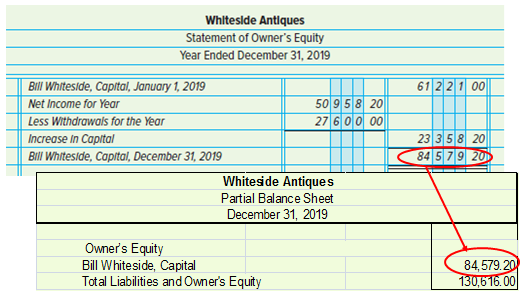 Whiteside Antiques
Statement of Owner's Equity
Year Ended December 31, 2019
Bill Whiteside, Capital, January 1, 2019 61 2 2 1 00
Net Income for Year 50 9 5 8 20
Less Withdrawals for the Year 27 6 0 0 00
Increase in Capital 23 3 5 8 20
Bill Whiteside, Capital, December 31, 2019 84 5 7 9 20
Whiteside Antiques
Partial Balance Sheet
December 31, 2019
Owner's Equity
Bill Whiteside, Capital 84,579.20
Total Liabilities and Owner's Equity 130,616.00